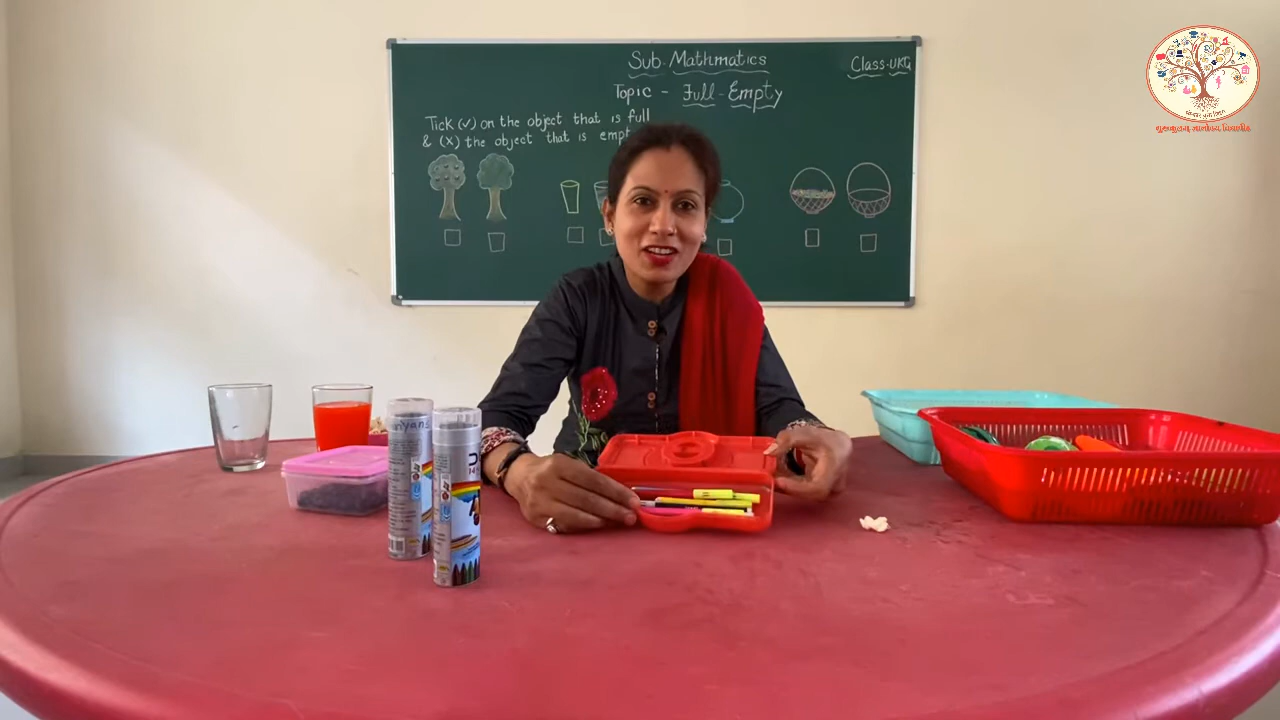 Sub. Mathmatics
Class-UKG
Topic - Full-Empty
Tick (✓) on the object that is full
& (x) the object that is empt